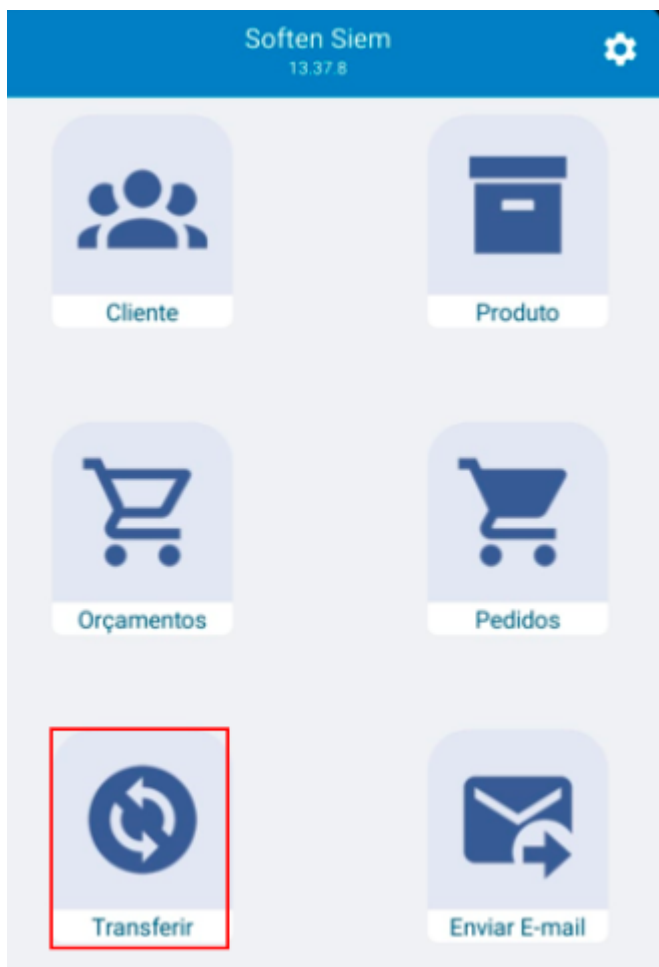 Soften Siem
13.37.8
Cliente
Produto
Orçamentos
Pedidos
Transferir
Enviar E-mail